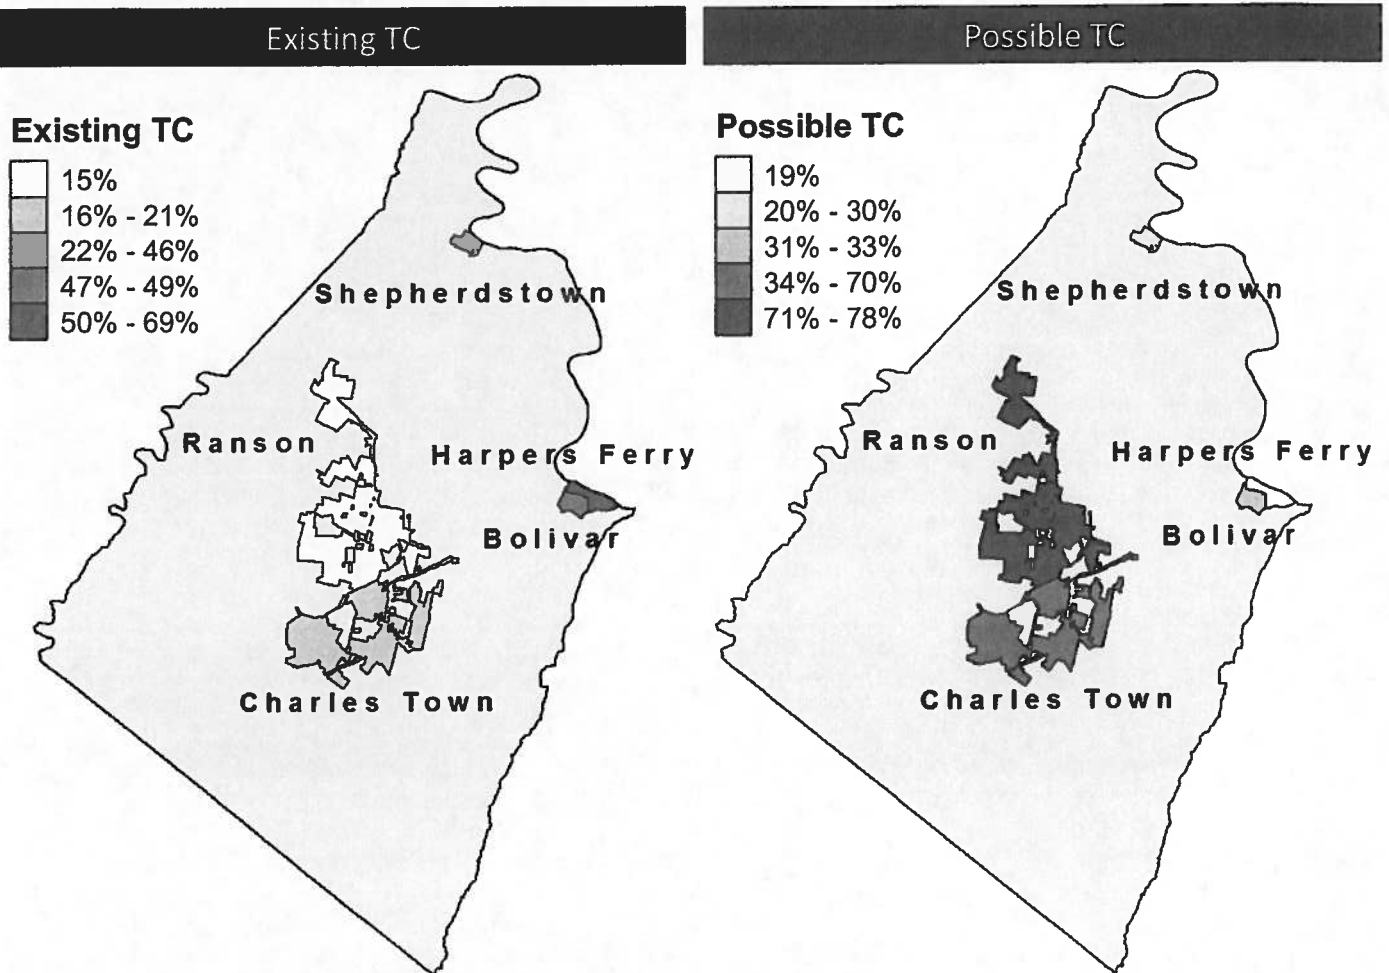 Existing TC
Existing TC
15%
16% - 21%
22% - 46%
47% - 49%
50% - 69%
Shepherdstown
Ranson
Harpers Ferry
Bolivar
Charles Town
Possible TC
Possible TC
19%
20% - 30%
31% - 33%
34% - 70%
71% - 78%
Shepherdstown
Ranson
Harpers Ferry
Bolivar
Charles Town